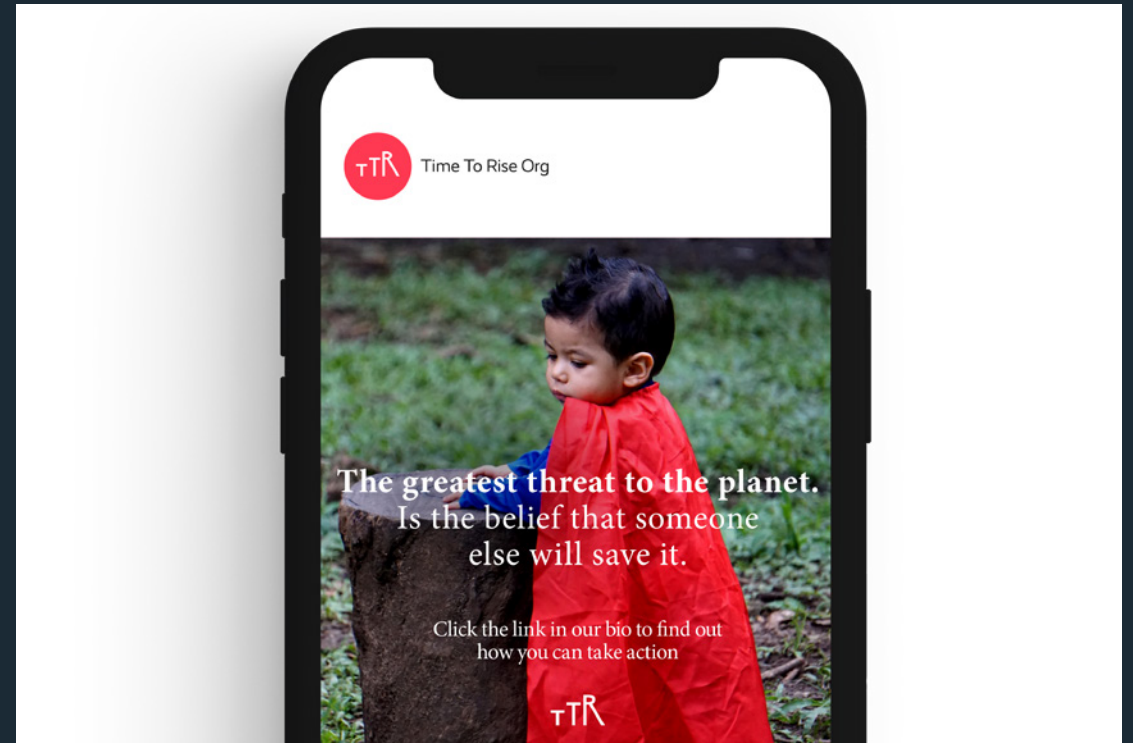 TTR
Time To Rise Org
The greatest threat to the planet.
Is the belief that someone
else will save it.
Click the link in our bio to find out
how you can take action
TTR